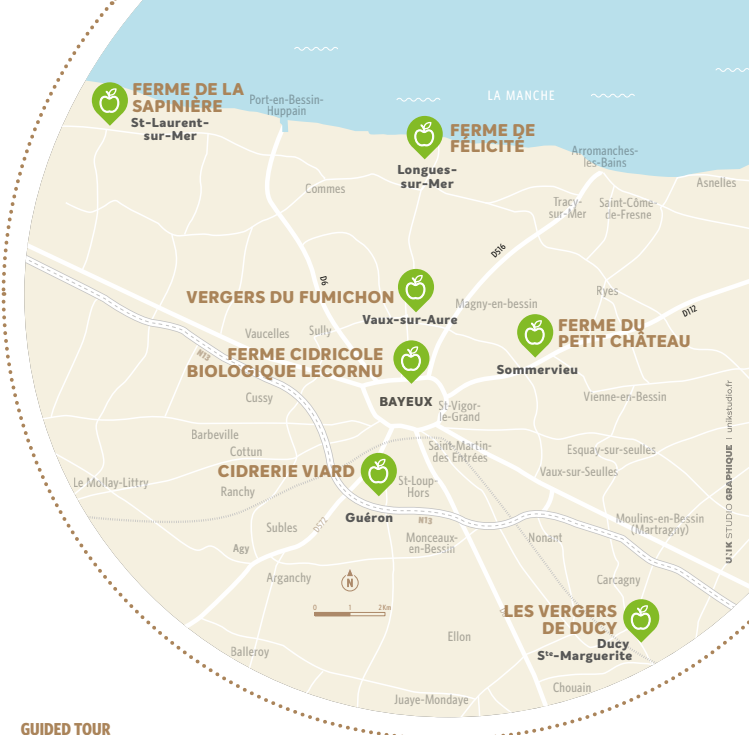 LA MANCHE
FERME DE LA
SAPINIÈRE
St-Laurent-
sur-Mer
Port-en-Bessin-
Huppain
FERME DE
FÉLICITÉ
Longues-
sur-Mer
Arromanches-
les-Bains
Asnelles
Commes
Tracy-
sur-Mer
Saint-Côme-
de-Fresne
D516
D6
VERGERS DU FUMICHON
Vaux-sur-Aure
Magny-en-bessin
Ryes
D112
Vaucelles
Sully
FERME DU
PETIT CHÂTEAU
Sommervieu
N13
FERME CIDRICOLE
BIOLOGIQUE LECORNU
BAYEUX
Cussy
St-Vigor-
le-Grand
Vienne-en-Bessin
Barbeville
Cottun
Saint-Martin-
des Entrées
Esquay-sur-seulles
Vaux-sur-Seulles
CIDRERIE VIARD
Guéron
St-Loup-
Hors
Le Mollay-Littry
Ranchy
Subles
D572
N13
Monceaux-
en-Bessin
Nonant
Moulins-en-Bessin
(Martragny)
Agy
Arganchy
Carcagny
N
0 1 2Km
LES VERGERS
DE DUCY
Ducy
Sᵗᵉ-Marguerite
Ellon
Balleroy
Chouain
Juaye-Mondaye
UNIK STUDIO GRAPHIQUE | unikstudio.fr
GUIDED TOUR